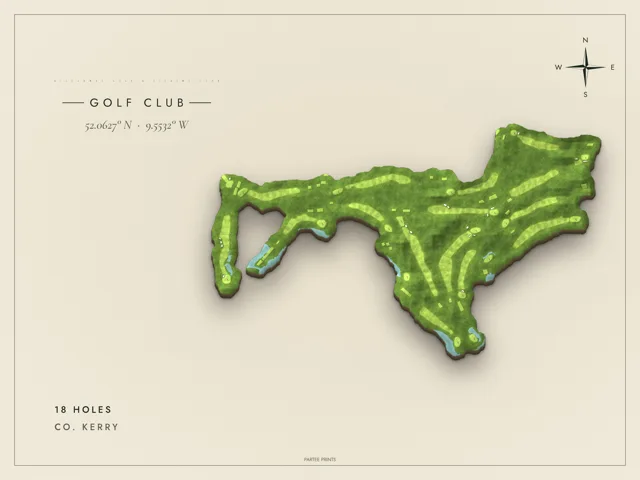 N
W E
S
GOLF CLUB
52.0627° N · 9.5532° W
18 HOLES
CO. KERRY
PARTEE PRINTS